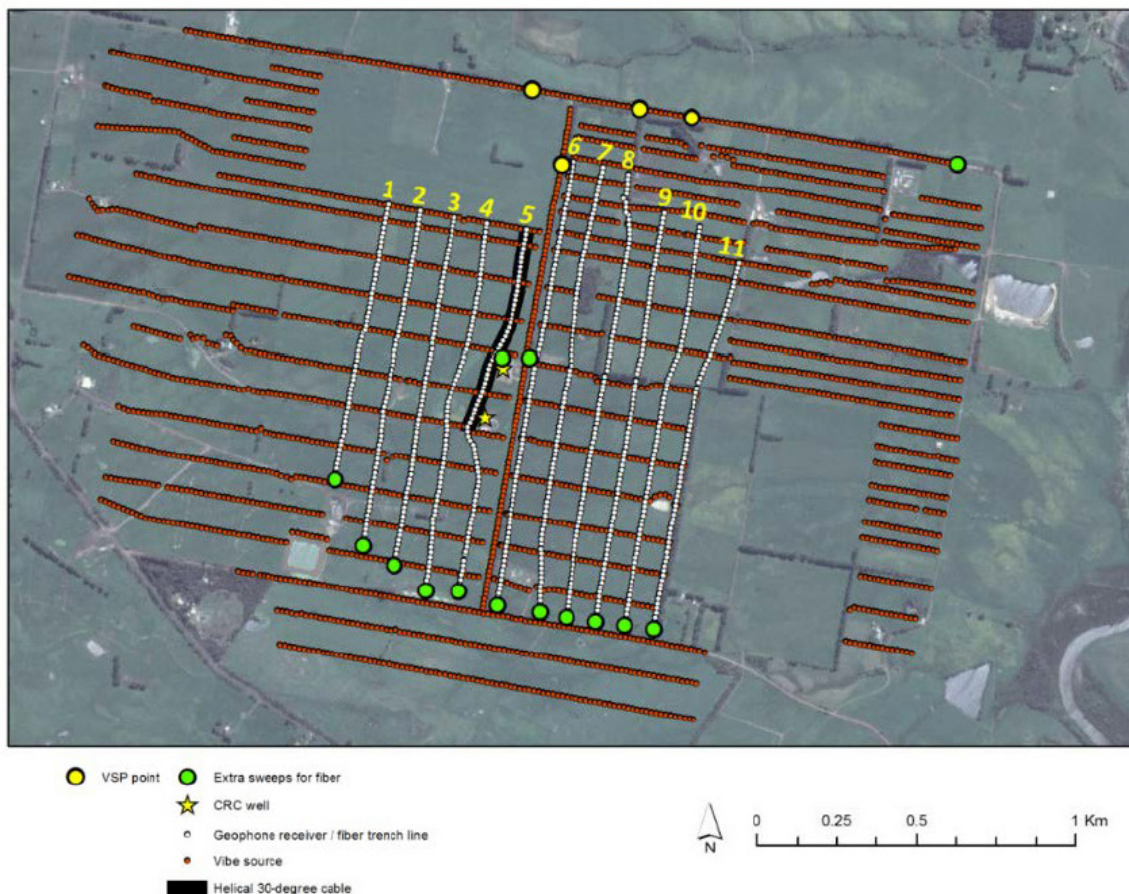 6 7 8
1 2 3 4 5 9 10
11
VSP point Extra sweeps for fiber
CRC well
Geophone receiver / fiber trench line
Vibe source
Helical 30-degree cable
N
0 0.25 0.5 1 Km